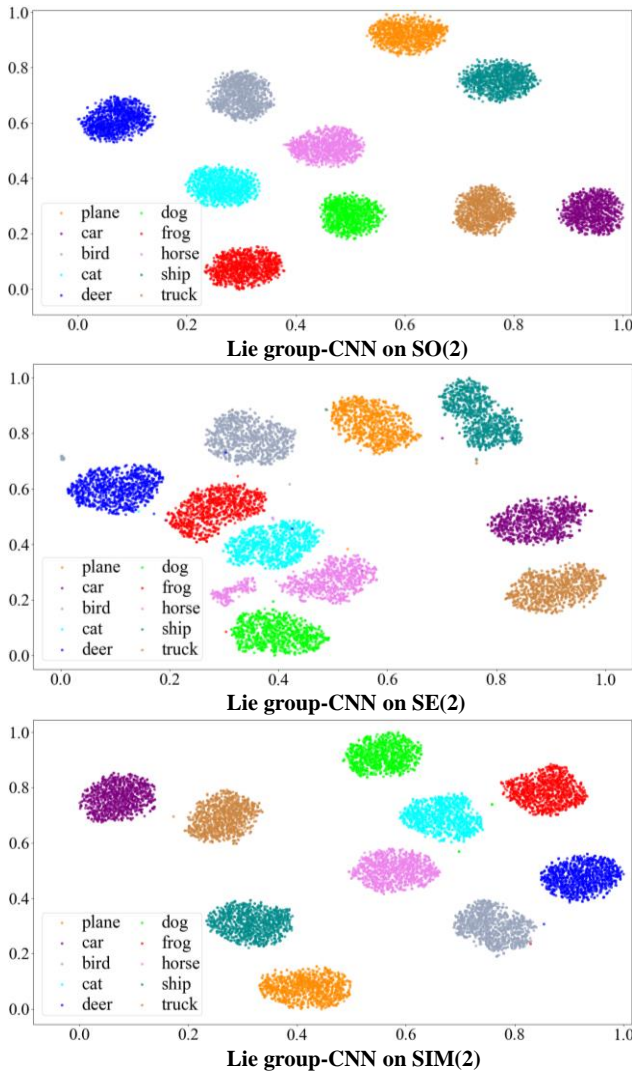 1.0
0.8
0.6
0.4
0.2
0.0
plane dog
car frog
bird horse
cat ship
deer truck
0.0 0.2 0.4 0.6 0.8 1.0
Lie group-CNN on SO(2)
1.0
0.8
0.6
0.4
0.2
0.0
plane dog
car frog
bird horse
cat ship
deer truck
0.0 0.2 0.4 0.6 0.8 1.0
Lie group-CNN on SE(2)
1.0
0.8
0.6
0.4
0.2
0.0
plane dog
car frog
bird horse
cat ship
deer truck
0.0 0.2 0.4 0.6 0.8 1.0
Lie group-CNN on SIM(2)